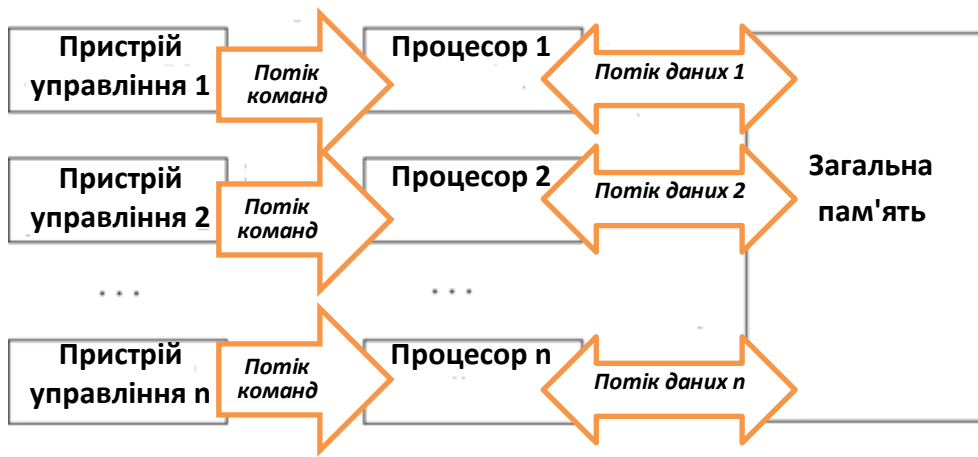 Пристрій
управління 1
Потік
команд
Процесор 1
Потік даних 1
Пристрій
управління 2
Потік
команд
Процесор 2
Потік даних 2
Загальна
пам'ять
. . .
. . .
Пристрій
управління n
Потік
команд
Процесор n
Потік даних n